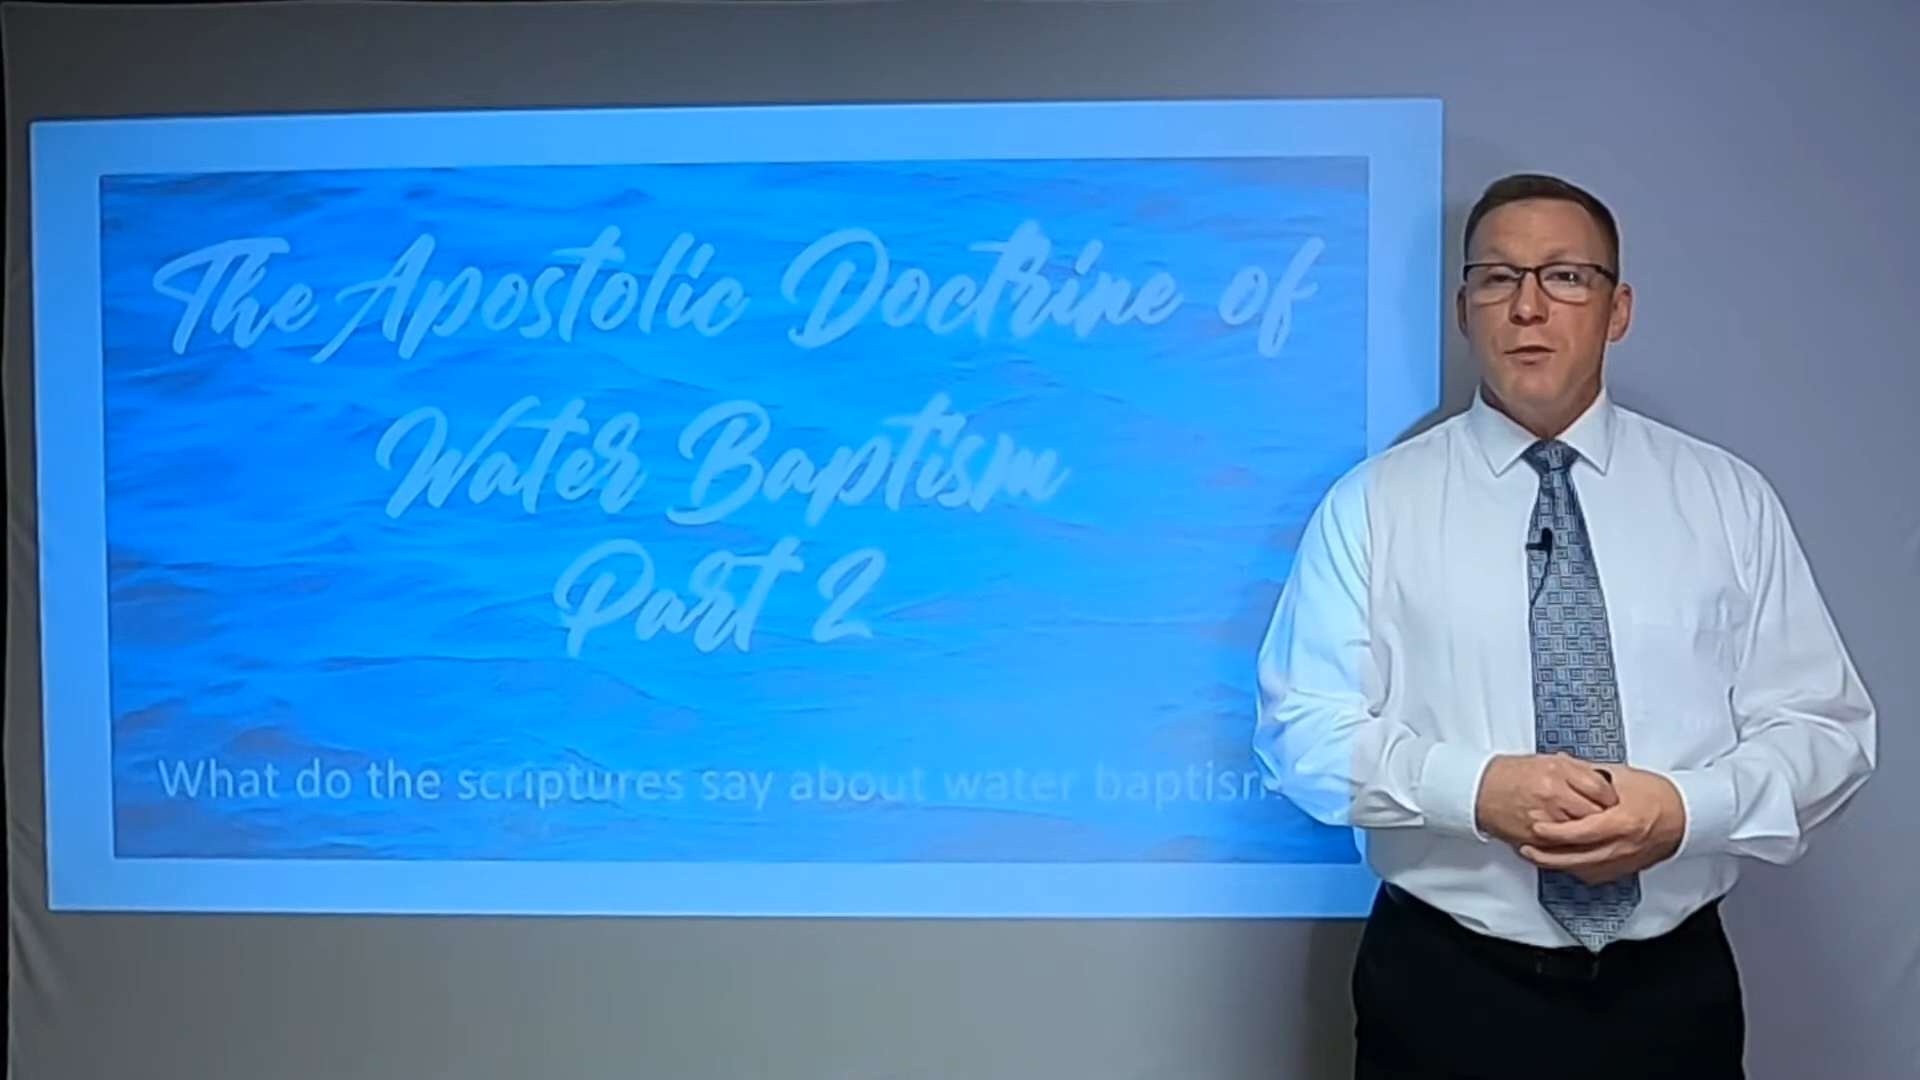 The Apostolic Doctrine of
Water Baptism
Part 2
What do the scriptures say about water baptism